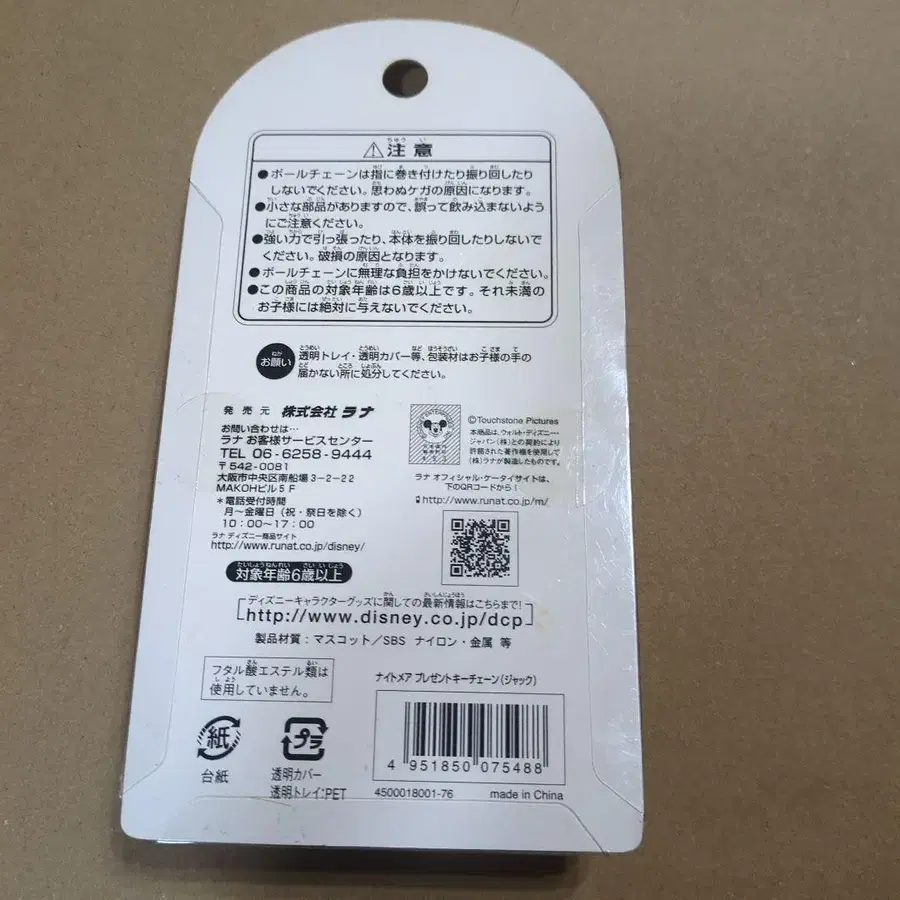 ⚠注意
●ボールチェーンは指に巻き付けたり振り回したり
しないでください。思わぬケガの原因になります。
●小さな部品がありますので、誤って飲み込まないよう
にご注意ください。
●強い力で引っ張ったり、本体を振り回したりしないで
ください。破損の原因となります。
●ボールチェーンに無理な負担をかけないでください。
●この商品の対象年齢は6歳以上です。それ未満の
お子様には絶対に与えないでください。
お願い
透明トレイ・透明カバー等、包装材はお子様の手の
届かない所に処分してください。
発売元 株式会社 ラナ
お問い合わせは…
ラナ お客様サービスセンター
TEL 06-6258-9444
〒542-0081
大阪市中央区南船場3-2-22
MAKOHビル5F
*電話受付時間
月〜金曜日(祝・祭日を除く)
10:00〜17:00
ラナ ディズニー商品サイト
http://www.runat.co.jp/disney/
©Touchstone Pictures
本商品は、ウォルト・ディズニー・
ジャパン(株)との契約により
許諾された著作権を使用して
(株)ラナが製造したものです。
ラナ オフィシャル・ケータイサイトは、
下のQRコードから!
http://www.runat.co.jp/m/
対象年齢6歳以上
ディズニーキャラクターグッズに関しての最新情報はこちらまで!
http://www.disney.co.jp/dcp
製品材質:マスコット/SBS ナイロン・金属 等
フタル酸エステル類は
使用していません。
紙
台紙
プラ
透明カバー
透明トレイ:PET
ナイトメア プレゼントキーチェーン(ジャック)
4 951850 075488
4500018001-76 made in China